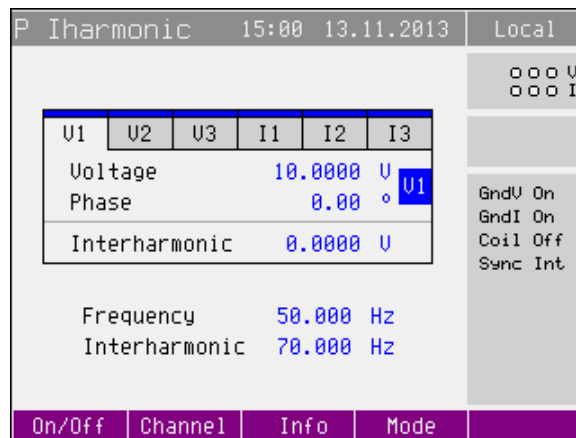 P Iharmonic 15:00 13.11.2013 Local
ooo V
ooo I
V1 V2 V3 I1 I2 I3
Voltage 10.0000 V
V1
Phase 0.00 °
Interharmonic 0.0000 V
GndV On
GndI On
Coil Off
Sync Int
Frequency 50.000 Hz
Interharmonic 70.000 Hz
On/Off Channel Info Mode